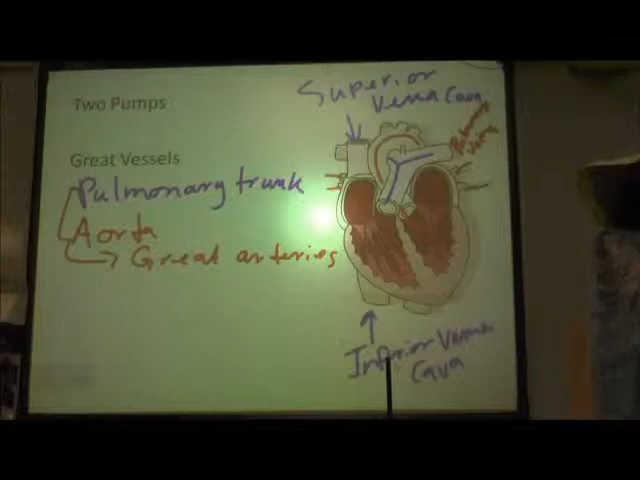 Two Pumps
Superior
Vena Cava
Great Vessels
Pulmonary trunk
Aorta
Great arteries
Inferior Vena
Cava